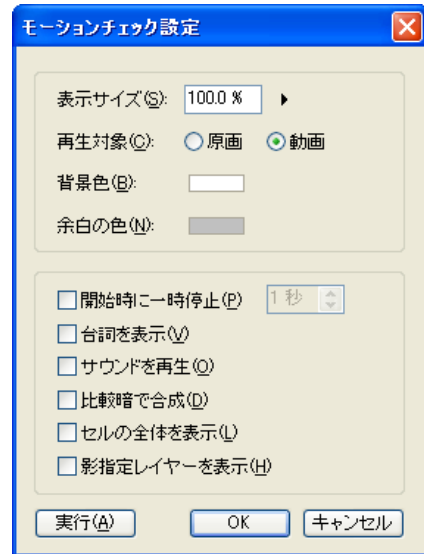 モーションチェック設定
表示サイズ(S): 100.0 %
再生対象(C): 原画 動画
背景色(B):
余白の色(N):
開始時に一時停止(P) 1 秒
台詞を表示(V)
サウンドを再生(O)
比較暗で合成(D)
セルの全体を表示(L)
影指定レイヤーを表示(H)
実行(A) OK キャンセル